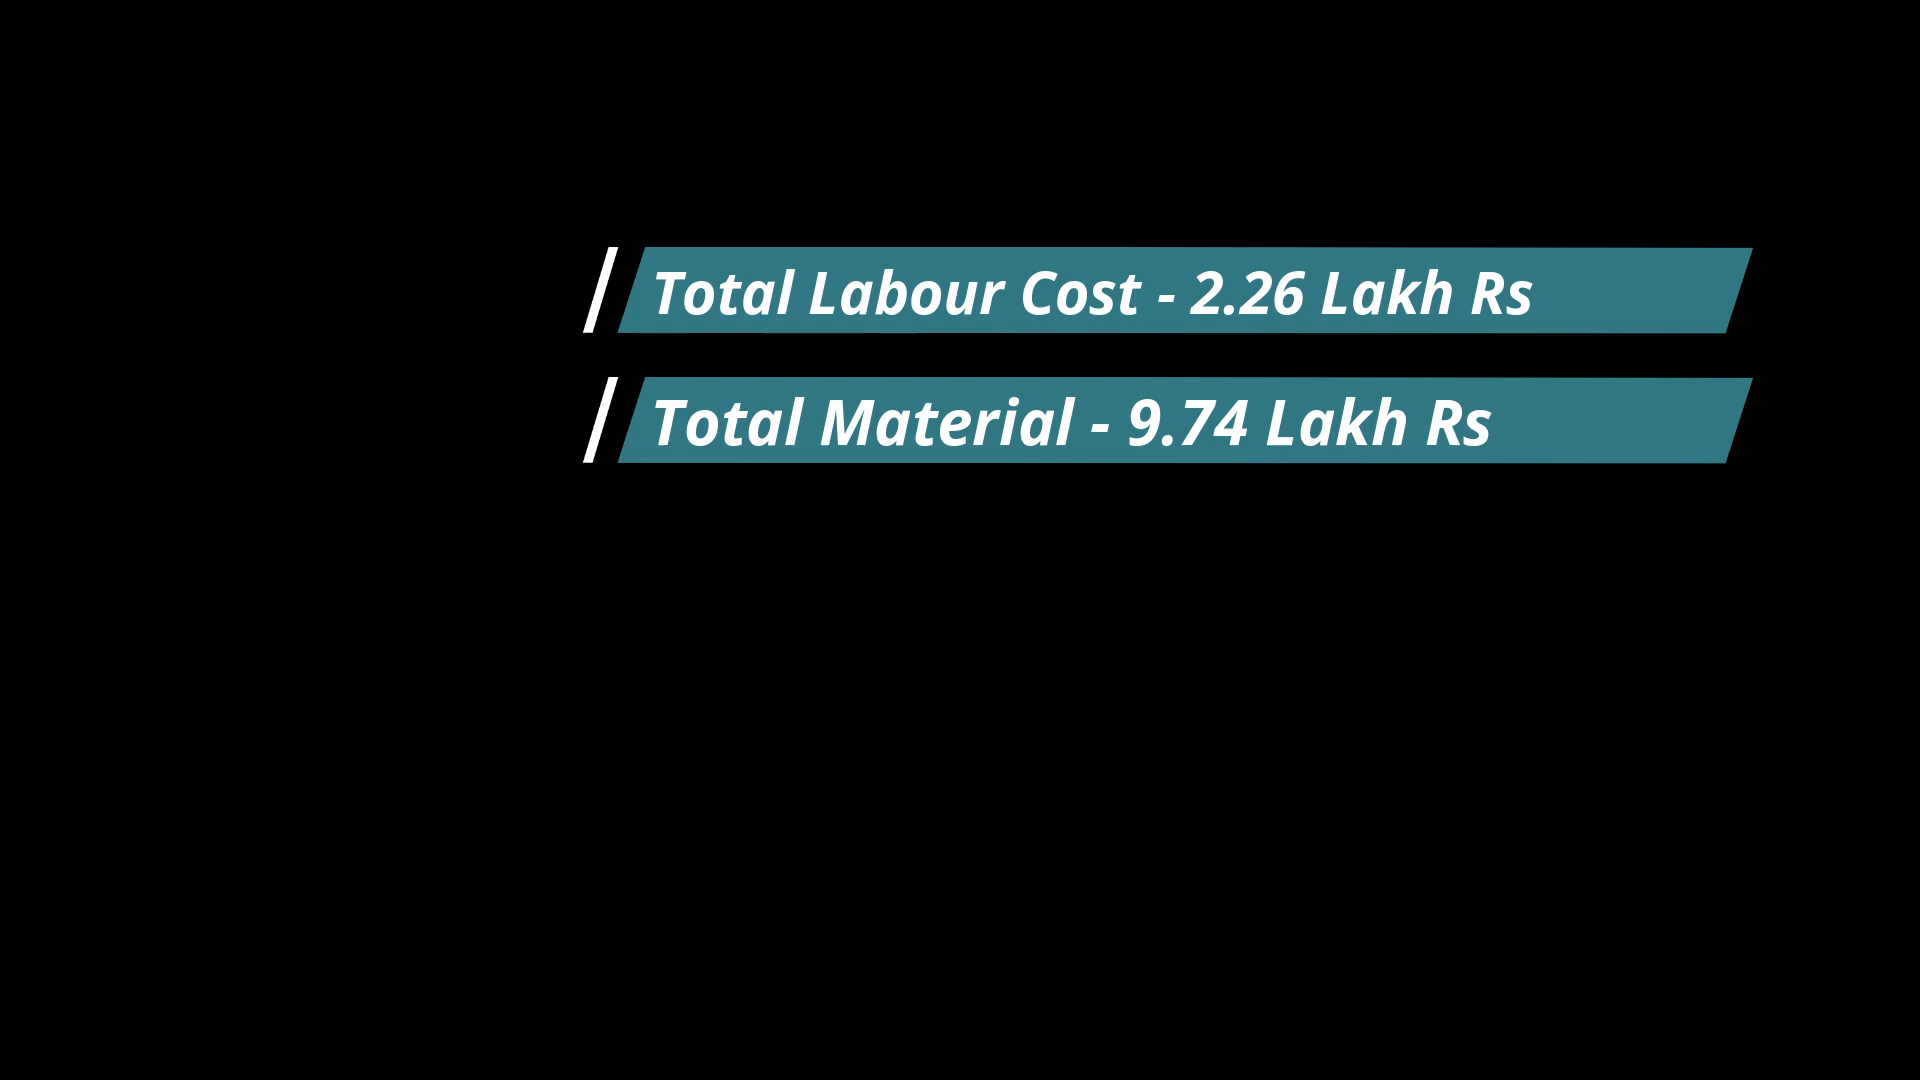 Total Labour Cost - 2.26 Lakh Rs
Total Material - 9.74 Lakh Rs